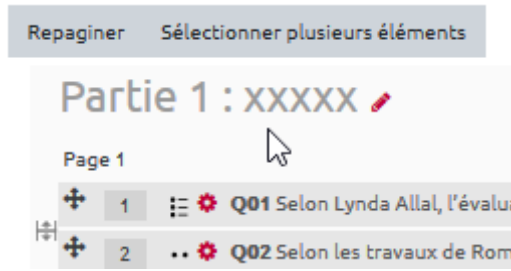 Repaginer Sélectionner plusieurs éléments
Partie 1 : xxxxx
Page 1
1 Q01 Selon Lynda Allal, l'évalua
2 Q02 Selon les travaux de Rom